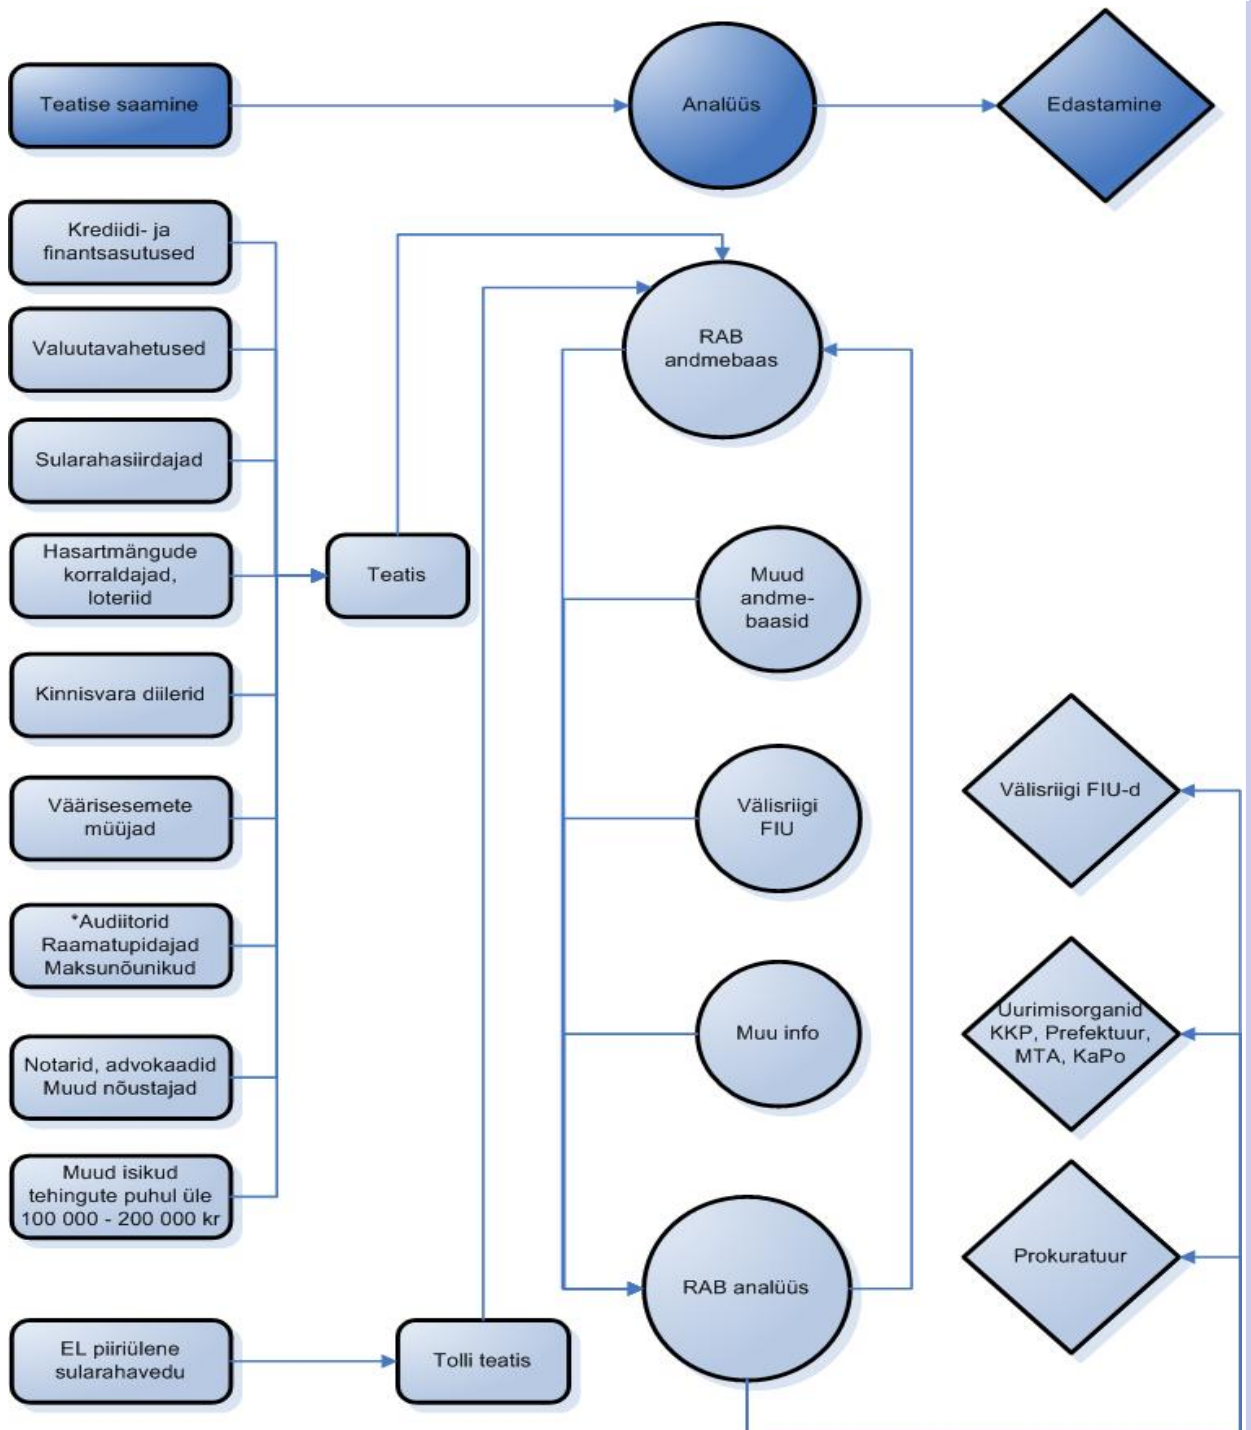 Teatise saamine
Analüüs
Edastamine
Krediidi- ja
finantsasutused
Valuutavahetused
Sularahasiirdajad
Hasartmängude
korraldajad,
loteriid
Kinnisvara diilerid
Väärisesemete
müüjad
*Audiitorid
Raamatupidajad
Maksunõunikud
Notarid, advokaadid
Muud nõustajad
Muud isikud
tehingute puhul üle
100 000 - 200 000 kr
EL piiriülene
sularahavedu
Teatis
Tolli teatis
RAB
andmebaas
Muud
andme-
baasid
Välisriigi
FIU
Muu info
RAB analüüs
Välisriigi FIU-d
Uurimisorganid
KKP, Prefektuur,
MTA, KaPo
Prokuratuur